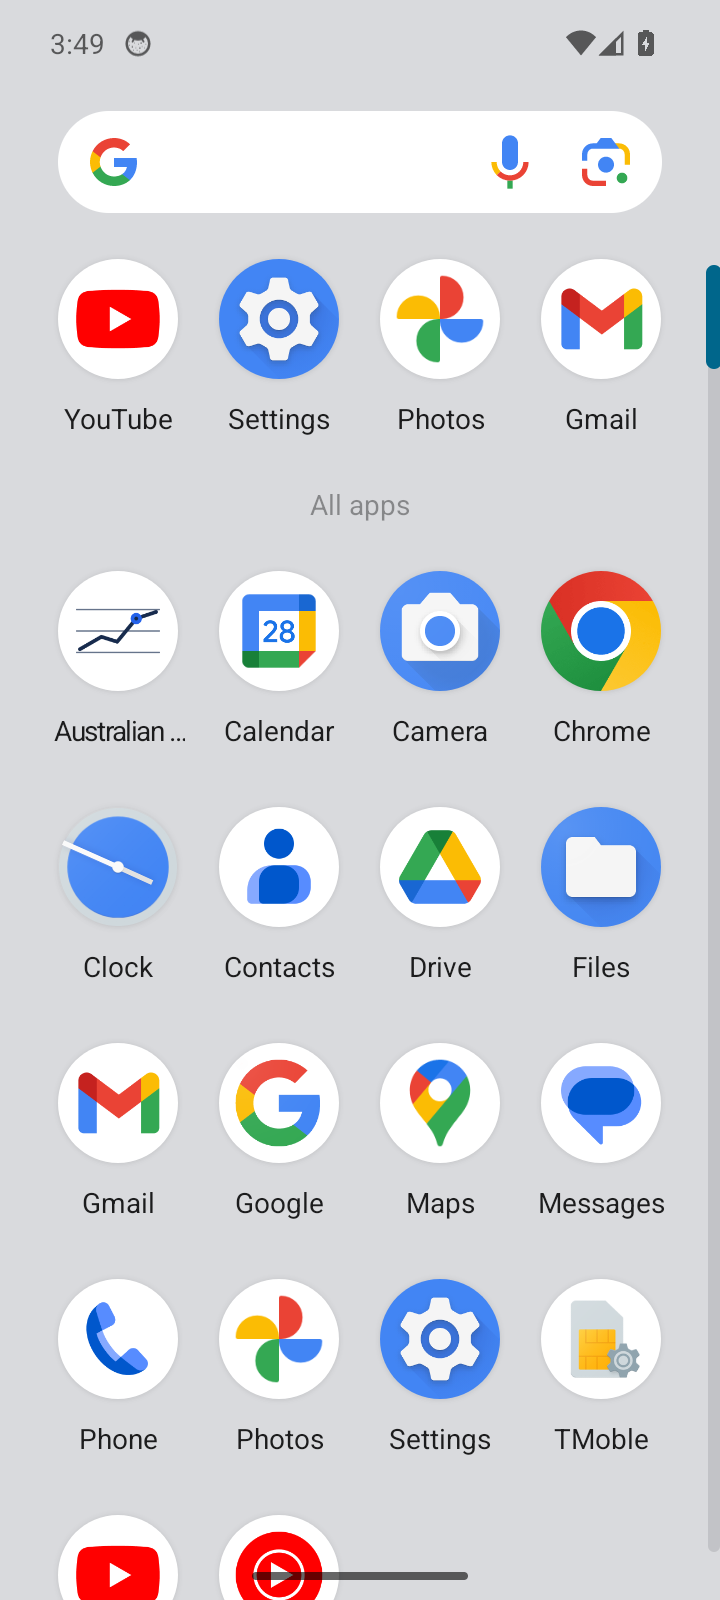 3:49
YouTube Settings Photos Gmail
All apps
28
Australian ... Calendar Camera Chrome
Clock Contacts Drive Files
Gmail Google Maps Messages
Phone Photos Settings TMoble